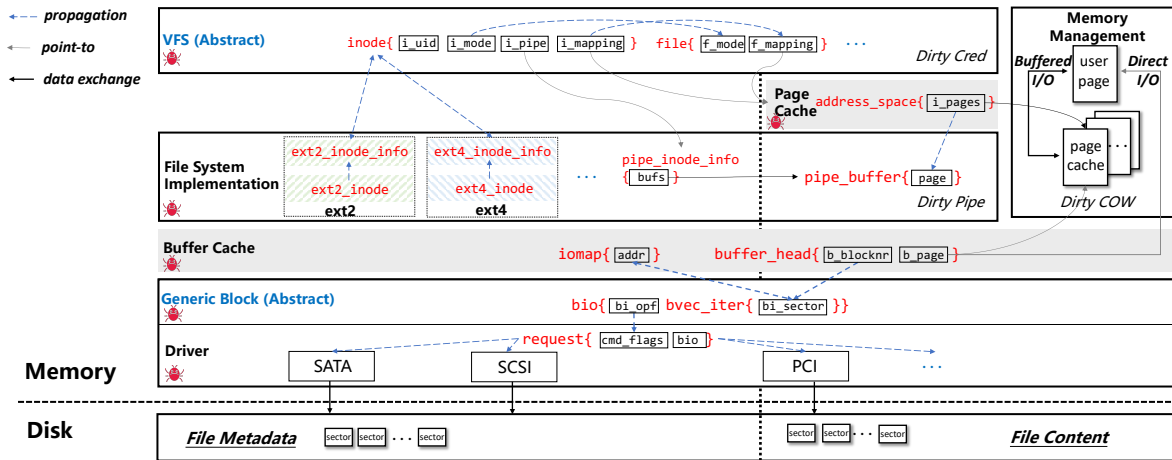 propagation
point-to
data exchange
VFS (Abstract)
inode{ i_uid i_mode i_pipe i_mapping } file{ f_mode f_mapping } ...
Dirty Cred
Memory
Management
Buffered
I/O
user
page
Direct
I/O
page
cache
...
Dirty COW
Page
Cache
address_space{ i_pages }
File System
Implementation
ext2_inode_info
ext2_inode
ext2
ext4_inode_info
ext4_inode
ext4
...
pipe_inode_info
{ bufs }
pipe_buffer{ page }
Dirty Pipe
Buffer Cache
iomap{ addr }
buffer_head{ b_blocknr b_page }
Generic Block (Abstract)
bio{ bi_opf bvec_iter{ bi_sector }}
Driver
request{ cmd_flags bio }
SATA
SCSI
PCI
...
Memory
Disk
File Metadata
sector sector ... sector
sector sector ... sector
File Content